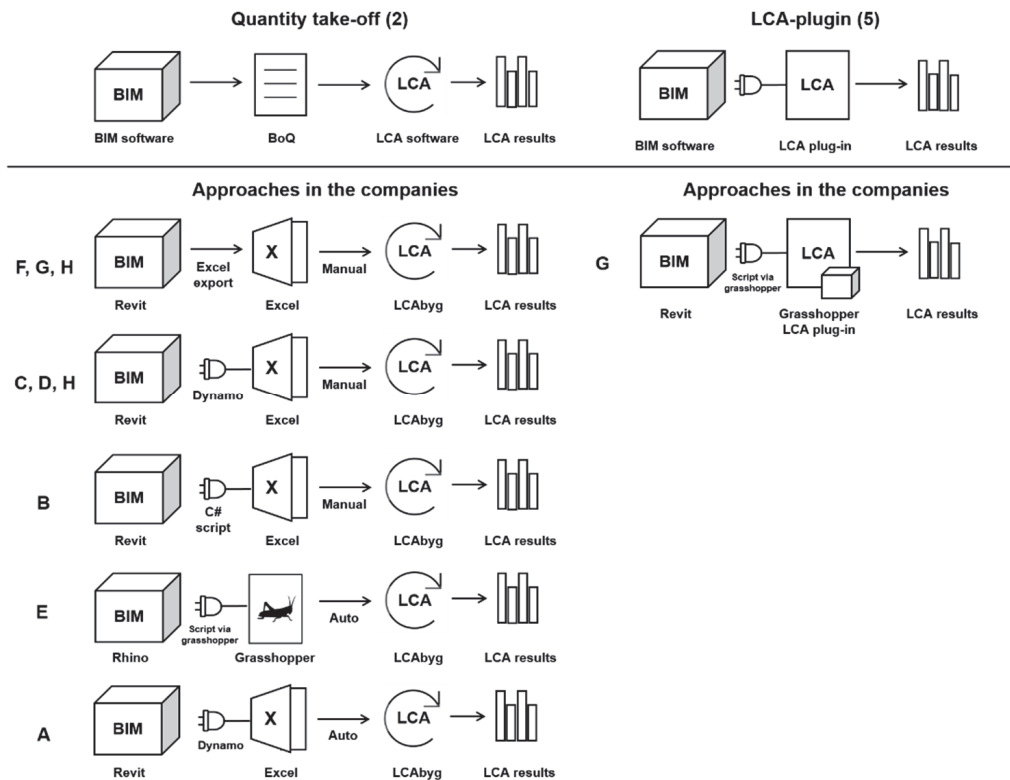 Quantity take-off (2)
LCA-plugin (5)
BIM
LCA
BIM software
BoQ
LCA software
LCA results
BIM
LCA
BIM software
LCA plug-in
LCA results
Approaches in the companies
Approaches in the companies
F, G, H
BIM
Excel
export
X
Manual
LCA
Revit
Excel
LCAbyg
LCA results
G
BIM
Script via
grasshopper
LCA
Revit
Grasshopper
LCA plug-in
LCA results
C, D, H
BIM
Dynamo
X
Manual
LCA
Revit
Excel
LCAbyg
LCA results
B
BIM
C#
script
X
Manual
LCA
Revit
Excel
LCAbyg
LCA results
E
BIM
Script via
grasshopper
Auto
LCA
Rhino
Grasshopper
LCAbyg
LCA results
A
BIM
Dynamo
X
Auto
LCA
Revit
Excel
LCAbyg
LCA results